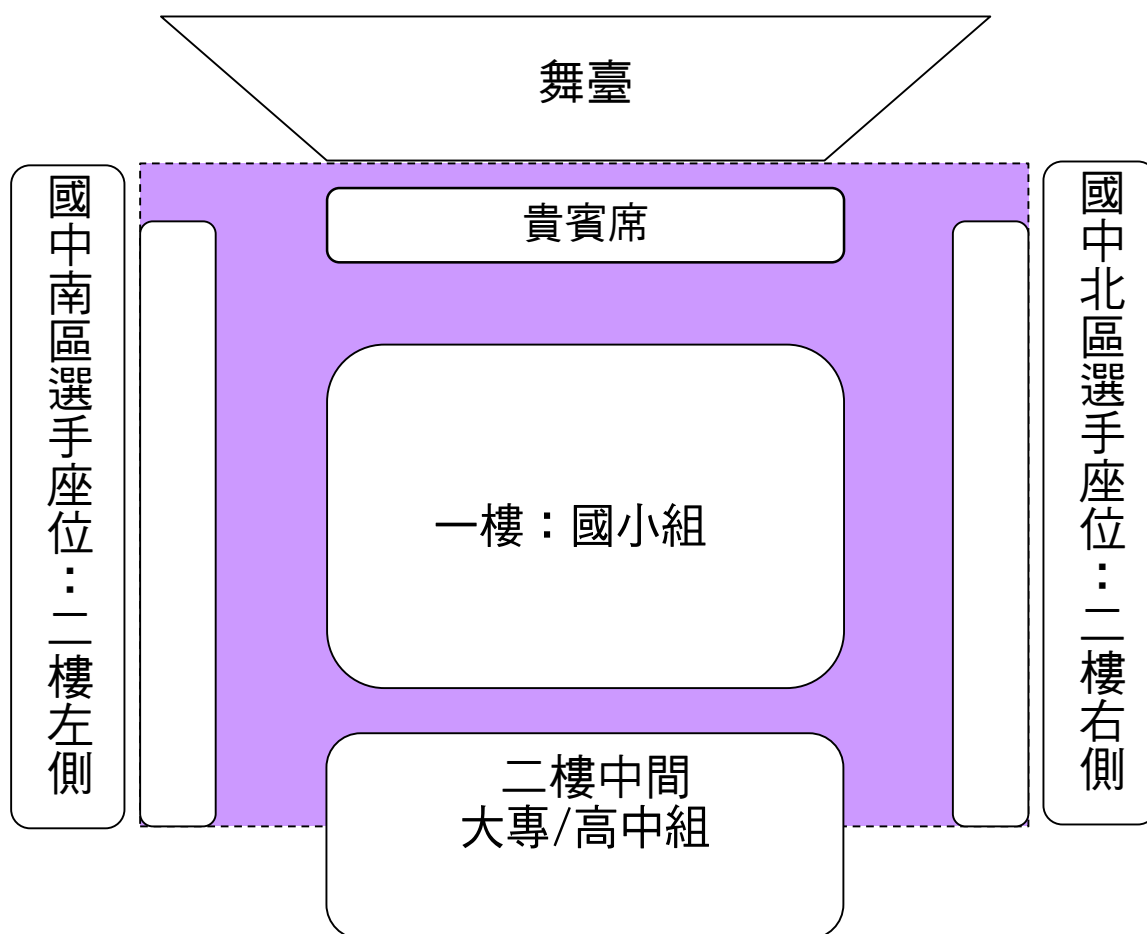 舞臺
貴賓席
國中南區選手座位：二樓左側
國中北區選手座位：二樓右側
一樓：國小組
二樓中間
大專/高中組